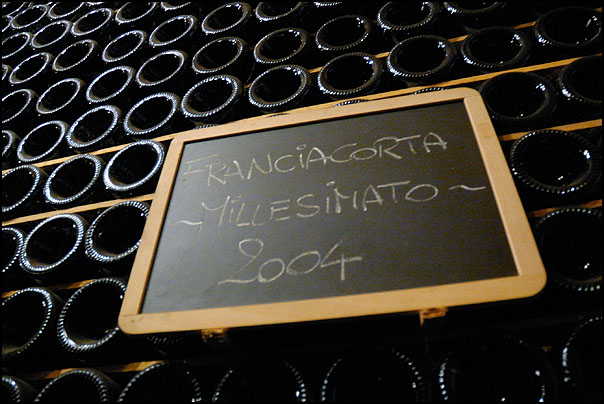 FRANCIACORTA
~ MILLESIMATO ~
2004